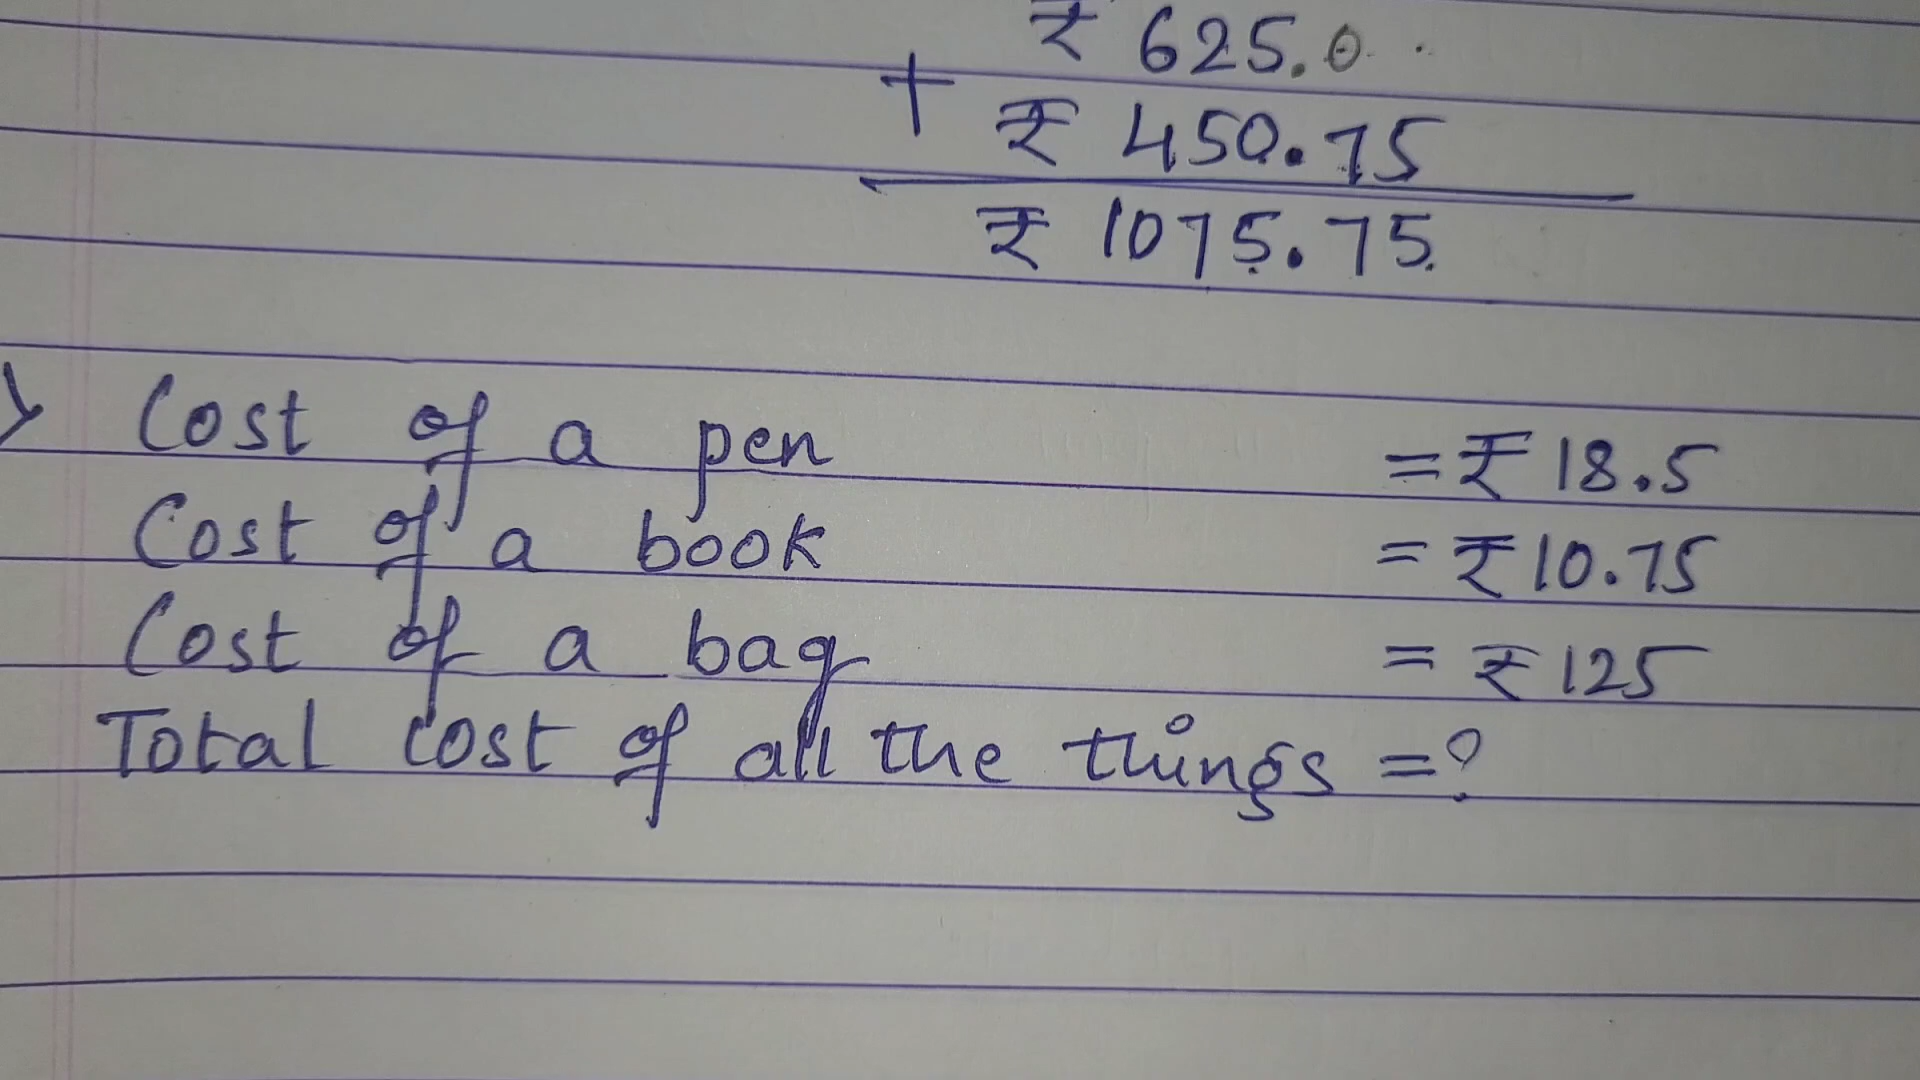 ₹ 625.0
+ ₹ 450.75
₹ 1075.75
Cost of a pen = ₹ 18.5
Cost of a book = ₹ 10.75
Cost of a bag = ₹ 125
Total cost of all the things = ?